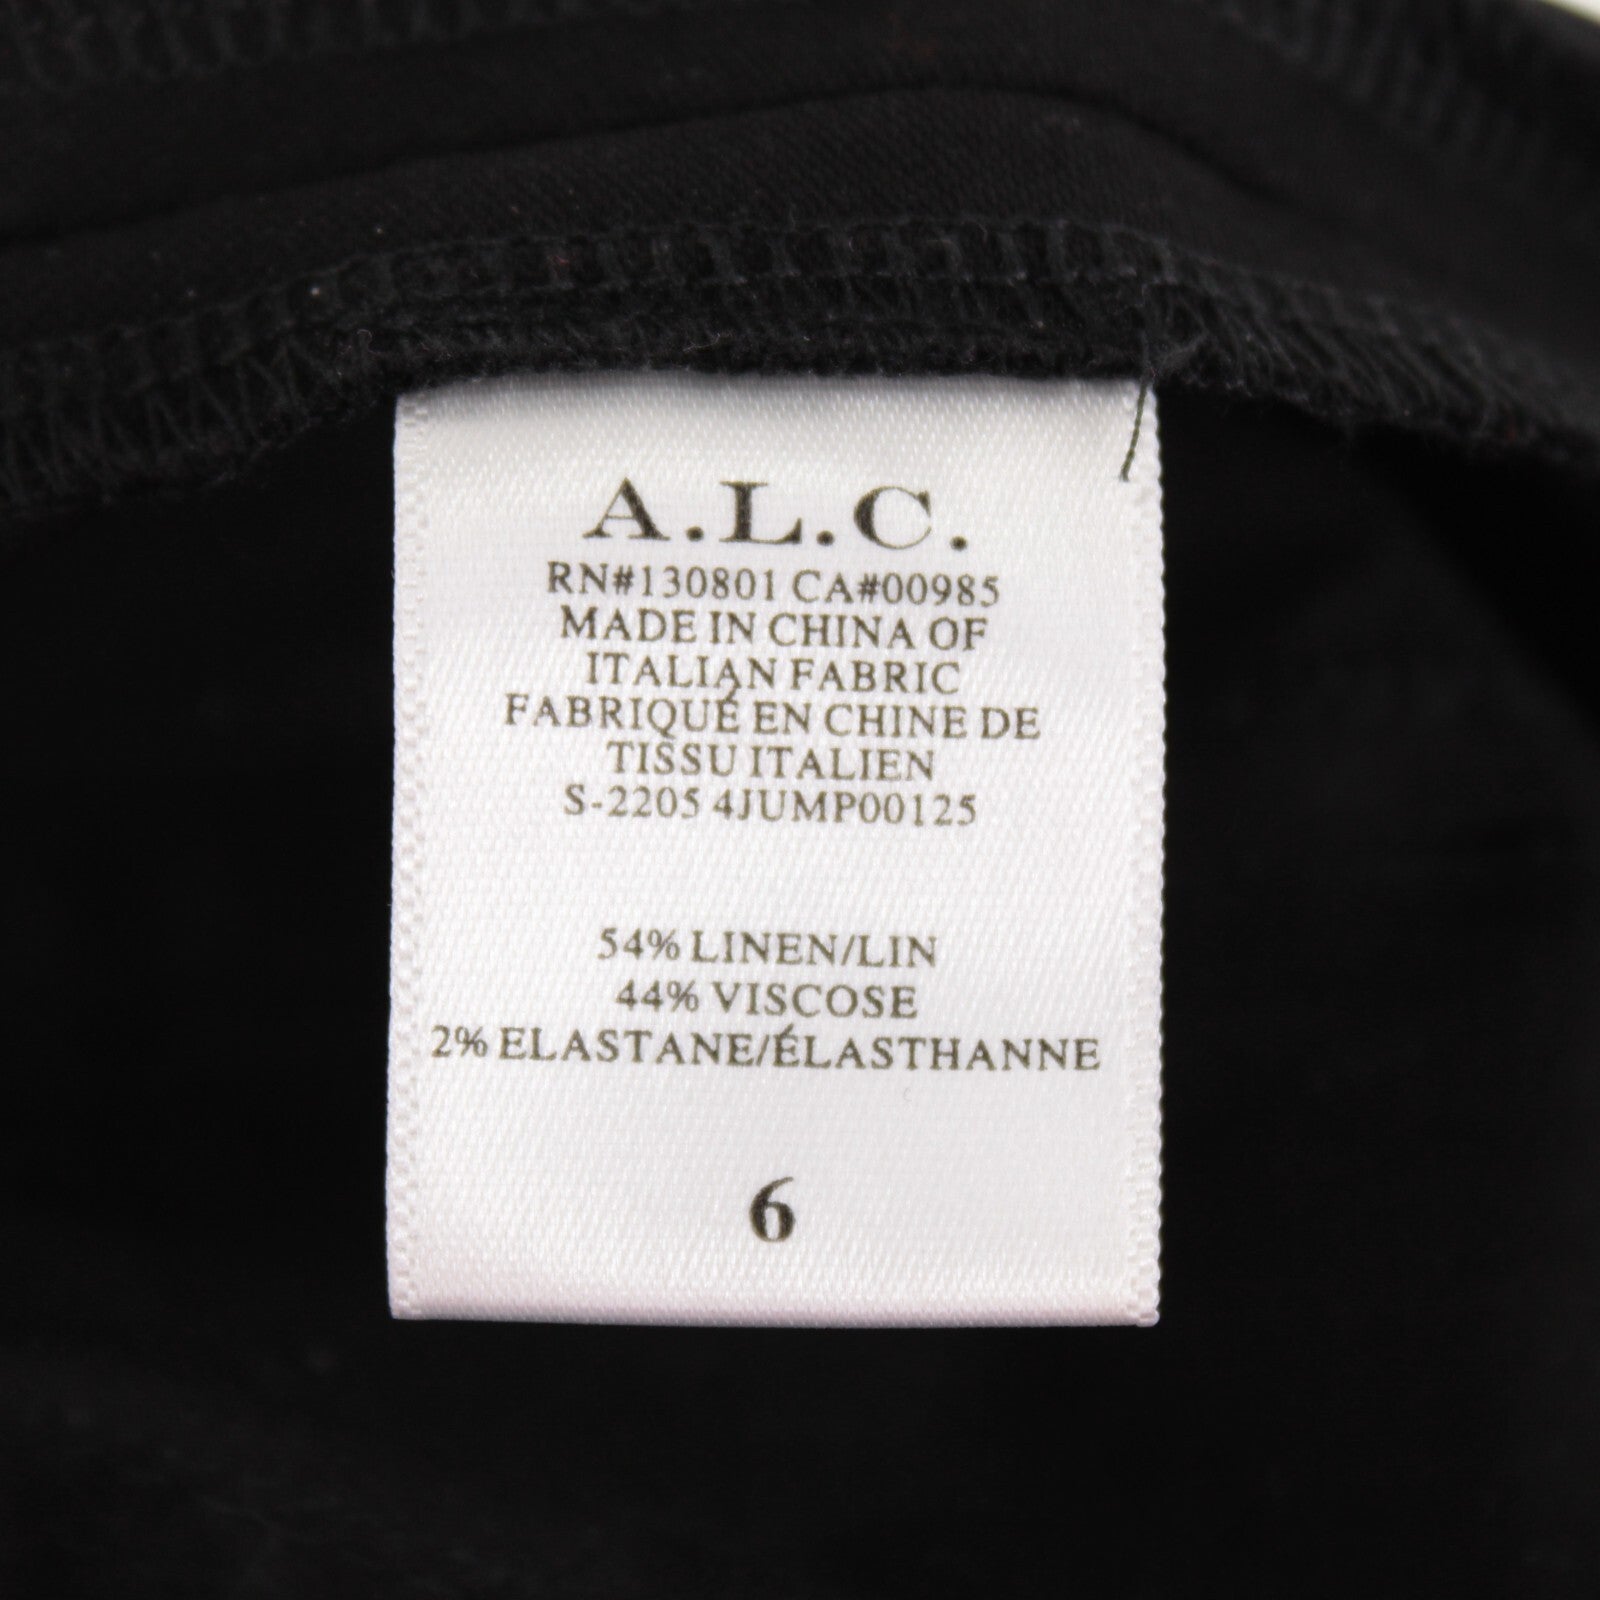 A.L.C.
RN#130801 CA#00985
MADE IN CHINA OF
ITALIAN FABRIC
FABRIQUÉ EN CHINE DE
TISSU ITALIEN
S-2205 4JUMP00125
54% LINEN/LIN
44% VISCOSE
2% ELASTANE/ÉLASTHANNE
6